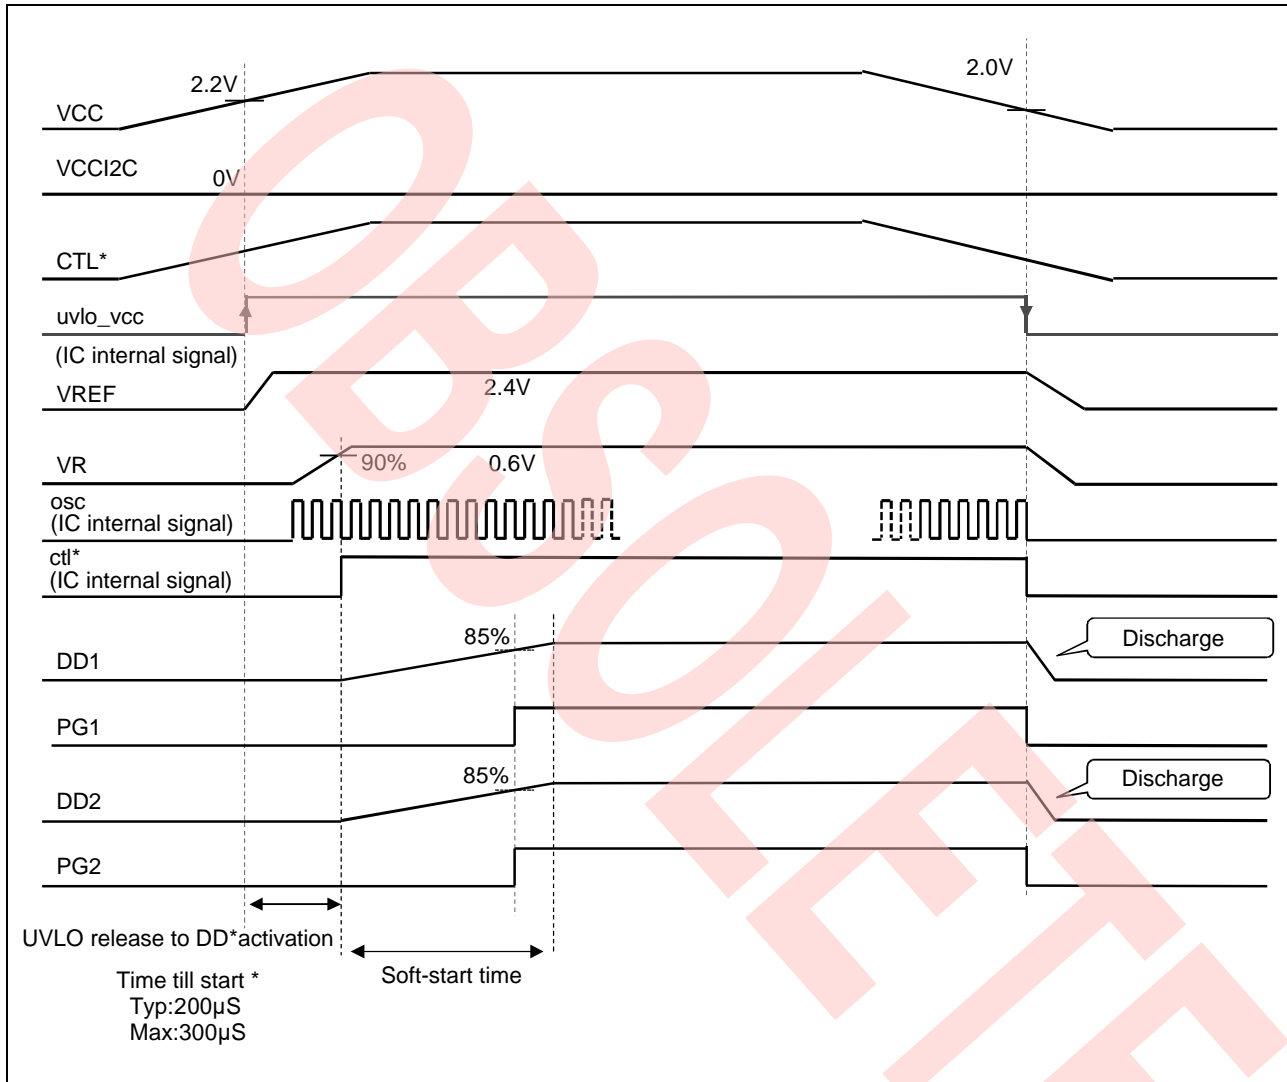 2.2V
2.0V
VCC
VCCI2C
0V
CTL*
uvlo_vcc
(IC internal signal)
VREF
2.4V
VR
90%
0.6V
osc
(IC internal signal)
ctl*
(IC internal signal)
85%
DD1
Discharge
PG1
85%
DD2
Discharge
PG2
UVLO release to DD*activation
Time till start *
Typ:200µS
Max:300µS
Soft-start time
OBSOLETE